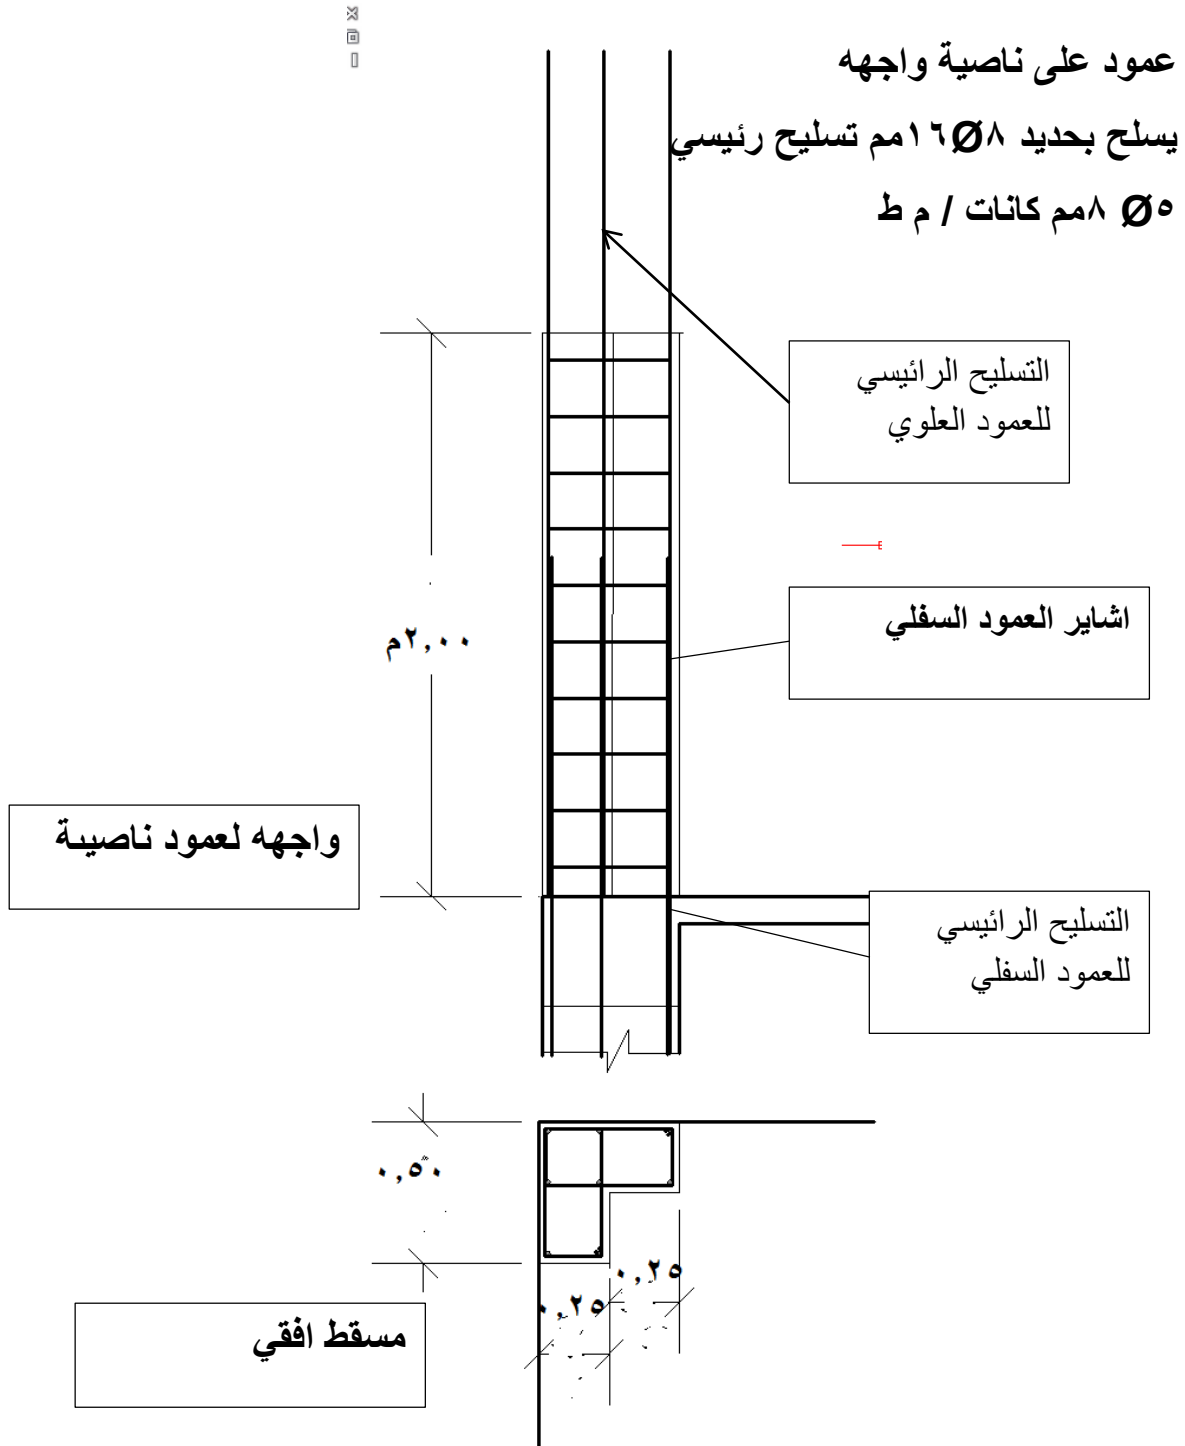 عمود على ناصية واجهه
يسلح بحديد ٨Ø١٦مم تسليح رئيسي
٥Ø ٨مم كانات / م ط
التسليح الرائيسي
للعمود العلوي
اشاير العمود السفلي
٢,٠٠م
واجهه لعمود ناصيىة
التسليح الرائيسي
للعمود السفلي
٠,٥٠
٠,٢٥
٠,٢٥
مسقط افقي